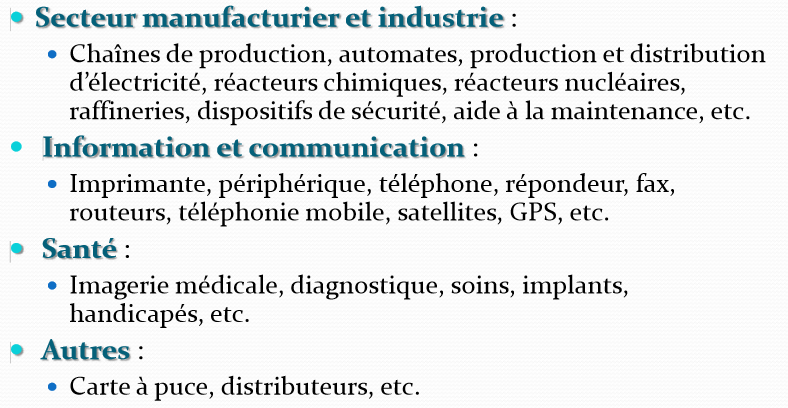 • Secteur manufacturier et industrie :
• Chaînes de production, automates, production et distribution
d'électricité, réacteurs chimiques, réacteurs nucléaires,
raffineries, dispositifs de sécurité, aide à la maintenance, etc.
• Information et communication :
• Imprimante, périphérique, téléphone, répondeur, fax,
routeurs, téléphonie mobile, satellites, GPS, etc.
• Santé :
• Imagerie médicale, diagnostique, soins, implants,
handicapés, etc.
• Autres :
• Carte à puce, distributeurs, etc.